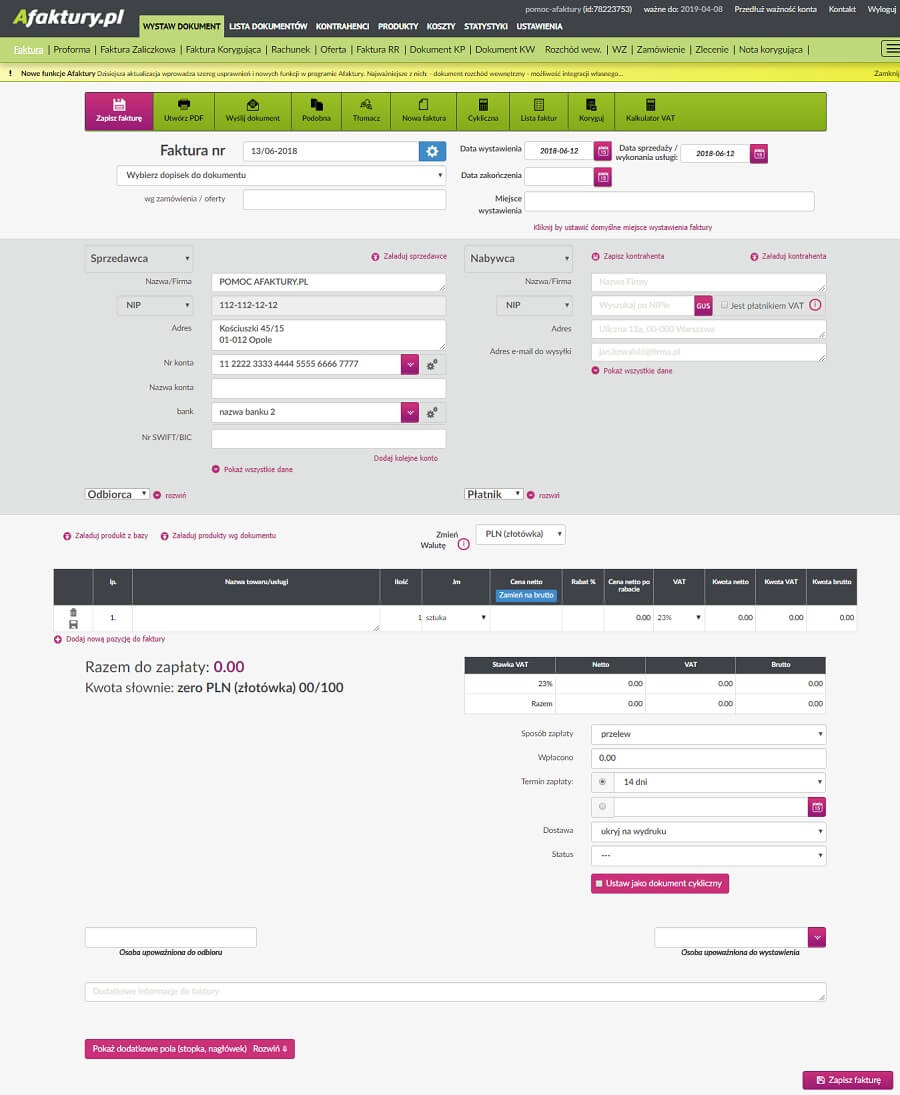 Afaktury.pl
pomoc-afaktury (id:78223753) ważne do: 2019-04-08 Przedłuż ważność konta Kontakt Wyloguj
WYSTAW DOKUMENT LISTA DOKUMENTÓW KONTRAHENCI PRODUKTY KOSZTY STATYSTYKI USTAWIENIA
Faktura | Proforma | Faktura Zaliczkowa | Faktura Korygująca | Rachunek | Oferta | Faktura RR | Dokument KP | Dokument KW Rozchód wew. | WZ | Zamówienie | Zlecenie | Nota korygująca |
! Nowe funkcje Afaktury Dzisiejsza aktualizacja wprowadza szereg usprawnień i nowych funkcji w programie Afaktury. Najważniejsze z nich: - dokument rozchód wewnętrzny - możliwość integracji własnego... Zamknij
Zapisz fakturę Utwórz PDF Wyślij dokument Podobna Tłumacz Nowa faktura Cykliczna Lista faktur Koryguj Kalkulator VAT
Faktura nr 13/06-2018
Wybierz dopisek do dokumentu
wg zamówienia / oferty
Data wystawienia 2018-06-12 Data sprzedaży / wykonania usługi: 2018-06-12
Data zakończenia
Miejsce wystawienia
Kliknij by ustawić domyślne miejsce wystawienia faktury
Sprzedawca Załaduj sprzedawce
Nazwa/Firma POMOC AFAKTURY.PL
NIP 112-112-12-12
Adres Kościuszki 45/15
01-012 Opole
Nr konta 11 2222 3333 4444 5555 6666 7777
Nazwa konta
bank nazwa banku 2
Nr SWIFT/BIC
Dodaj kolejne konto
Pokaż wszystkie dane
Odbiorca rozwiń
Nabywca Zapisz kontrahenta Załaduj kontrahenta
Nazwa/Firma Nazwa Firmy
NIP Wyszukaj po NIPie GUS Jest płatnikiem VAT
Adres Uliczna 12a, 00-000 Warszawa
Adres e-mail do wysyłki jankowalski@firma.pl
Pokaż wszystkie dane
Płatnik rozwiń
Załaduj produkt z bazy Załaduj produkty wg dokumentu
Zmień Walutę PLN (złotówka)
lp. Nazwa towaru/usługi Ilość Jm Cena netto Zamień na brutto Rabat % Cena netto po rabacie VAT Kwota netto Kwota VAT Kwota brutto
1. 1 sztuka 0.00 23% 0.00 0.00 0.00
Dodaj nową pozycję do faktury
Razem do zapłaty: 0.00
Kwota słownie: zero PLN (złotówka) 00/100
Stawka VAT Netto VAT Brutto
23% 0.00 0.00 0.00
Razem 0.00 0.00 0.00
Sposób zapłaty przelew
Wpłacono 0.00
Termin zapłaty: 14 dni
Dostawa ukryj na wydruku
Status ---
Ustaw jako dokument cykliczny
Osoba upoważniona do odbioru
Osoba upoważniona do wystawienia
Dodatkowe informacje do faktury
Pokaż dodatkowe pola (stopka, nagłówek) Rozwiń
Zapisz fakturę